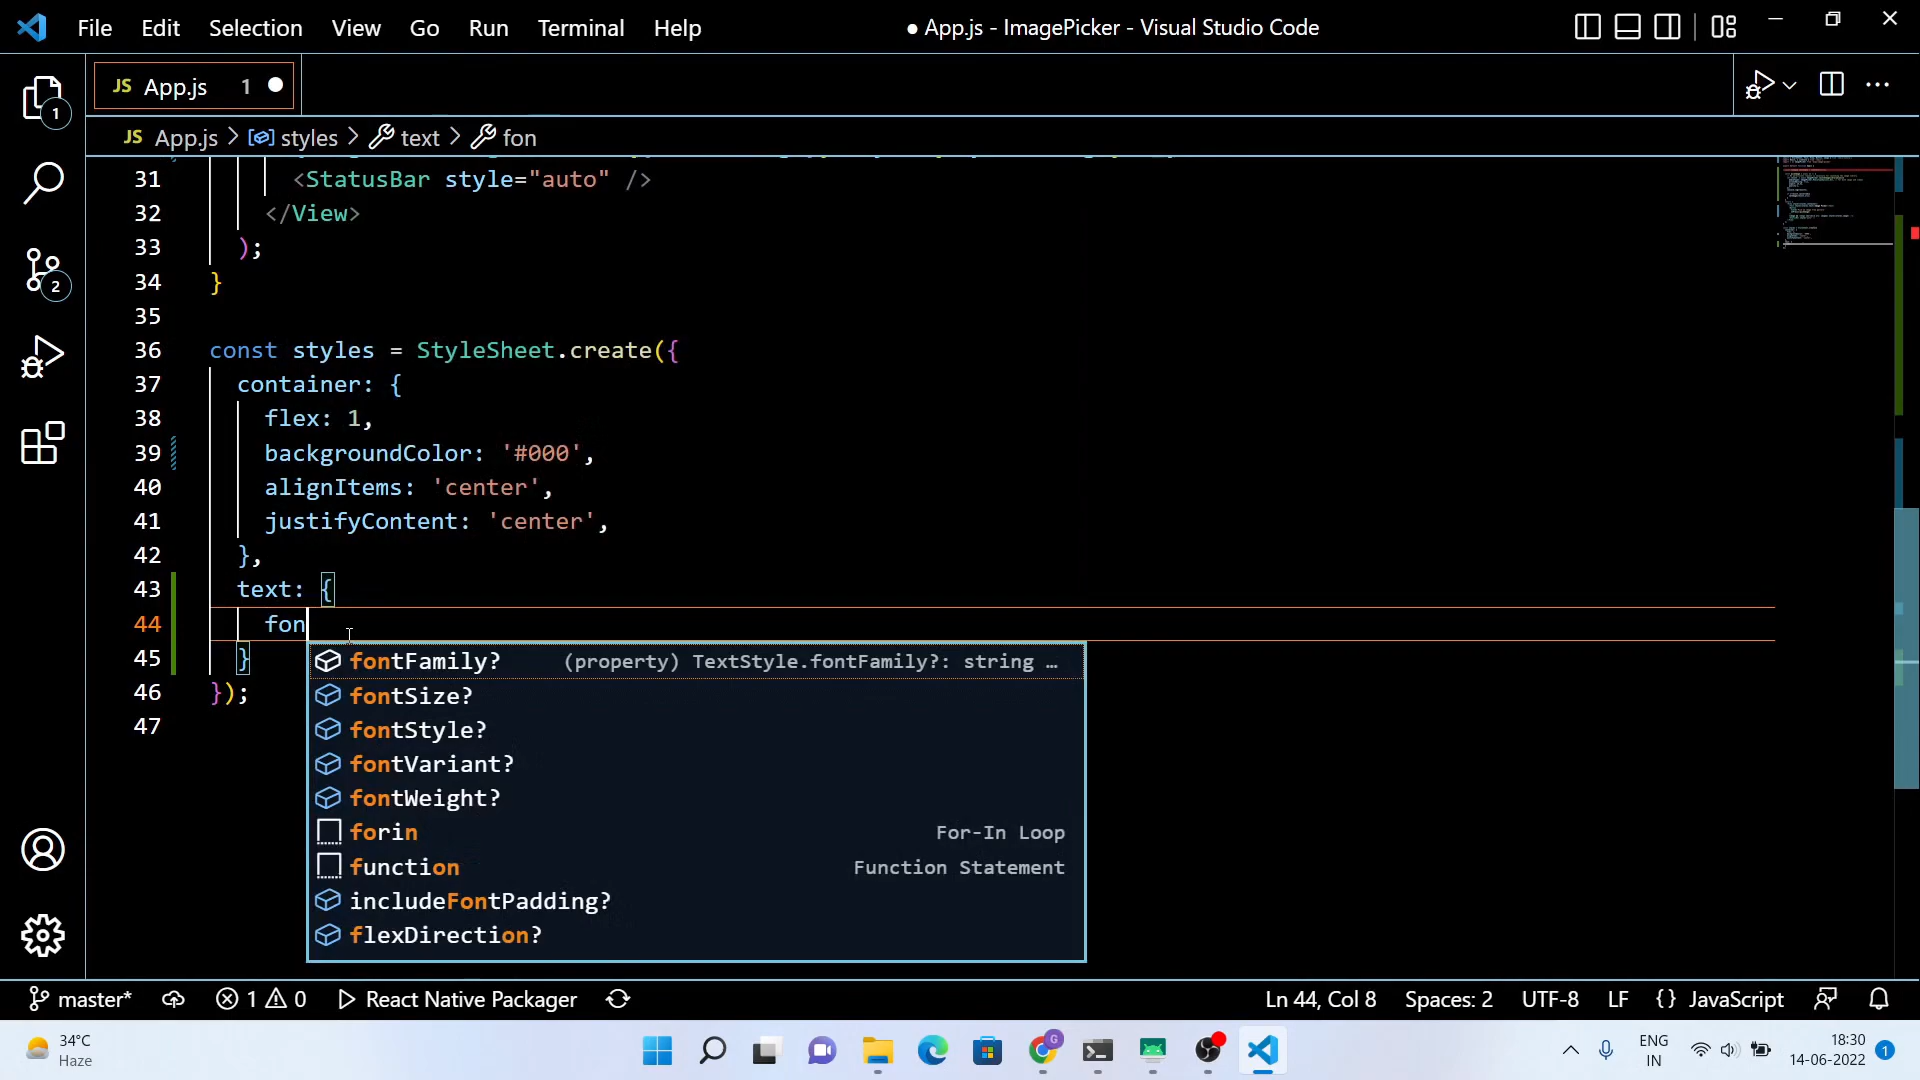 File Edit Selection View Go Run Terminal Help ● App.js - ImagePicker - Visual Studio Code
JS App.js 1
JS App.js > styles > text > fon
1
2
31 <StatusBar style="auto" />
32 </View>
33 );
34 }
35
36 const styles = StyleSheet.create({
37 container: {
38 flex: 1,
39 backgroundColor: '#000',
40 alignItems: 'center',
41 justifyContent: 'center',
42 },
43 text: {
44 fon
45 }
46 });
47
fontFamily? (property) TextStyle.fontFamily?: string …
fontSize?
fontStyle?
fontVariant?
fontWeight?
forin For-In Loop
function Function Statement
includeFontPadding?
flexDirection?
master* 1 0 React Native Packager Ln 44, Col 8 Spaces: 2 UTF-8 LF {} JavaScript
34°C
Haze
G
ENG
IN
18:30
14-06-2022
1